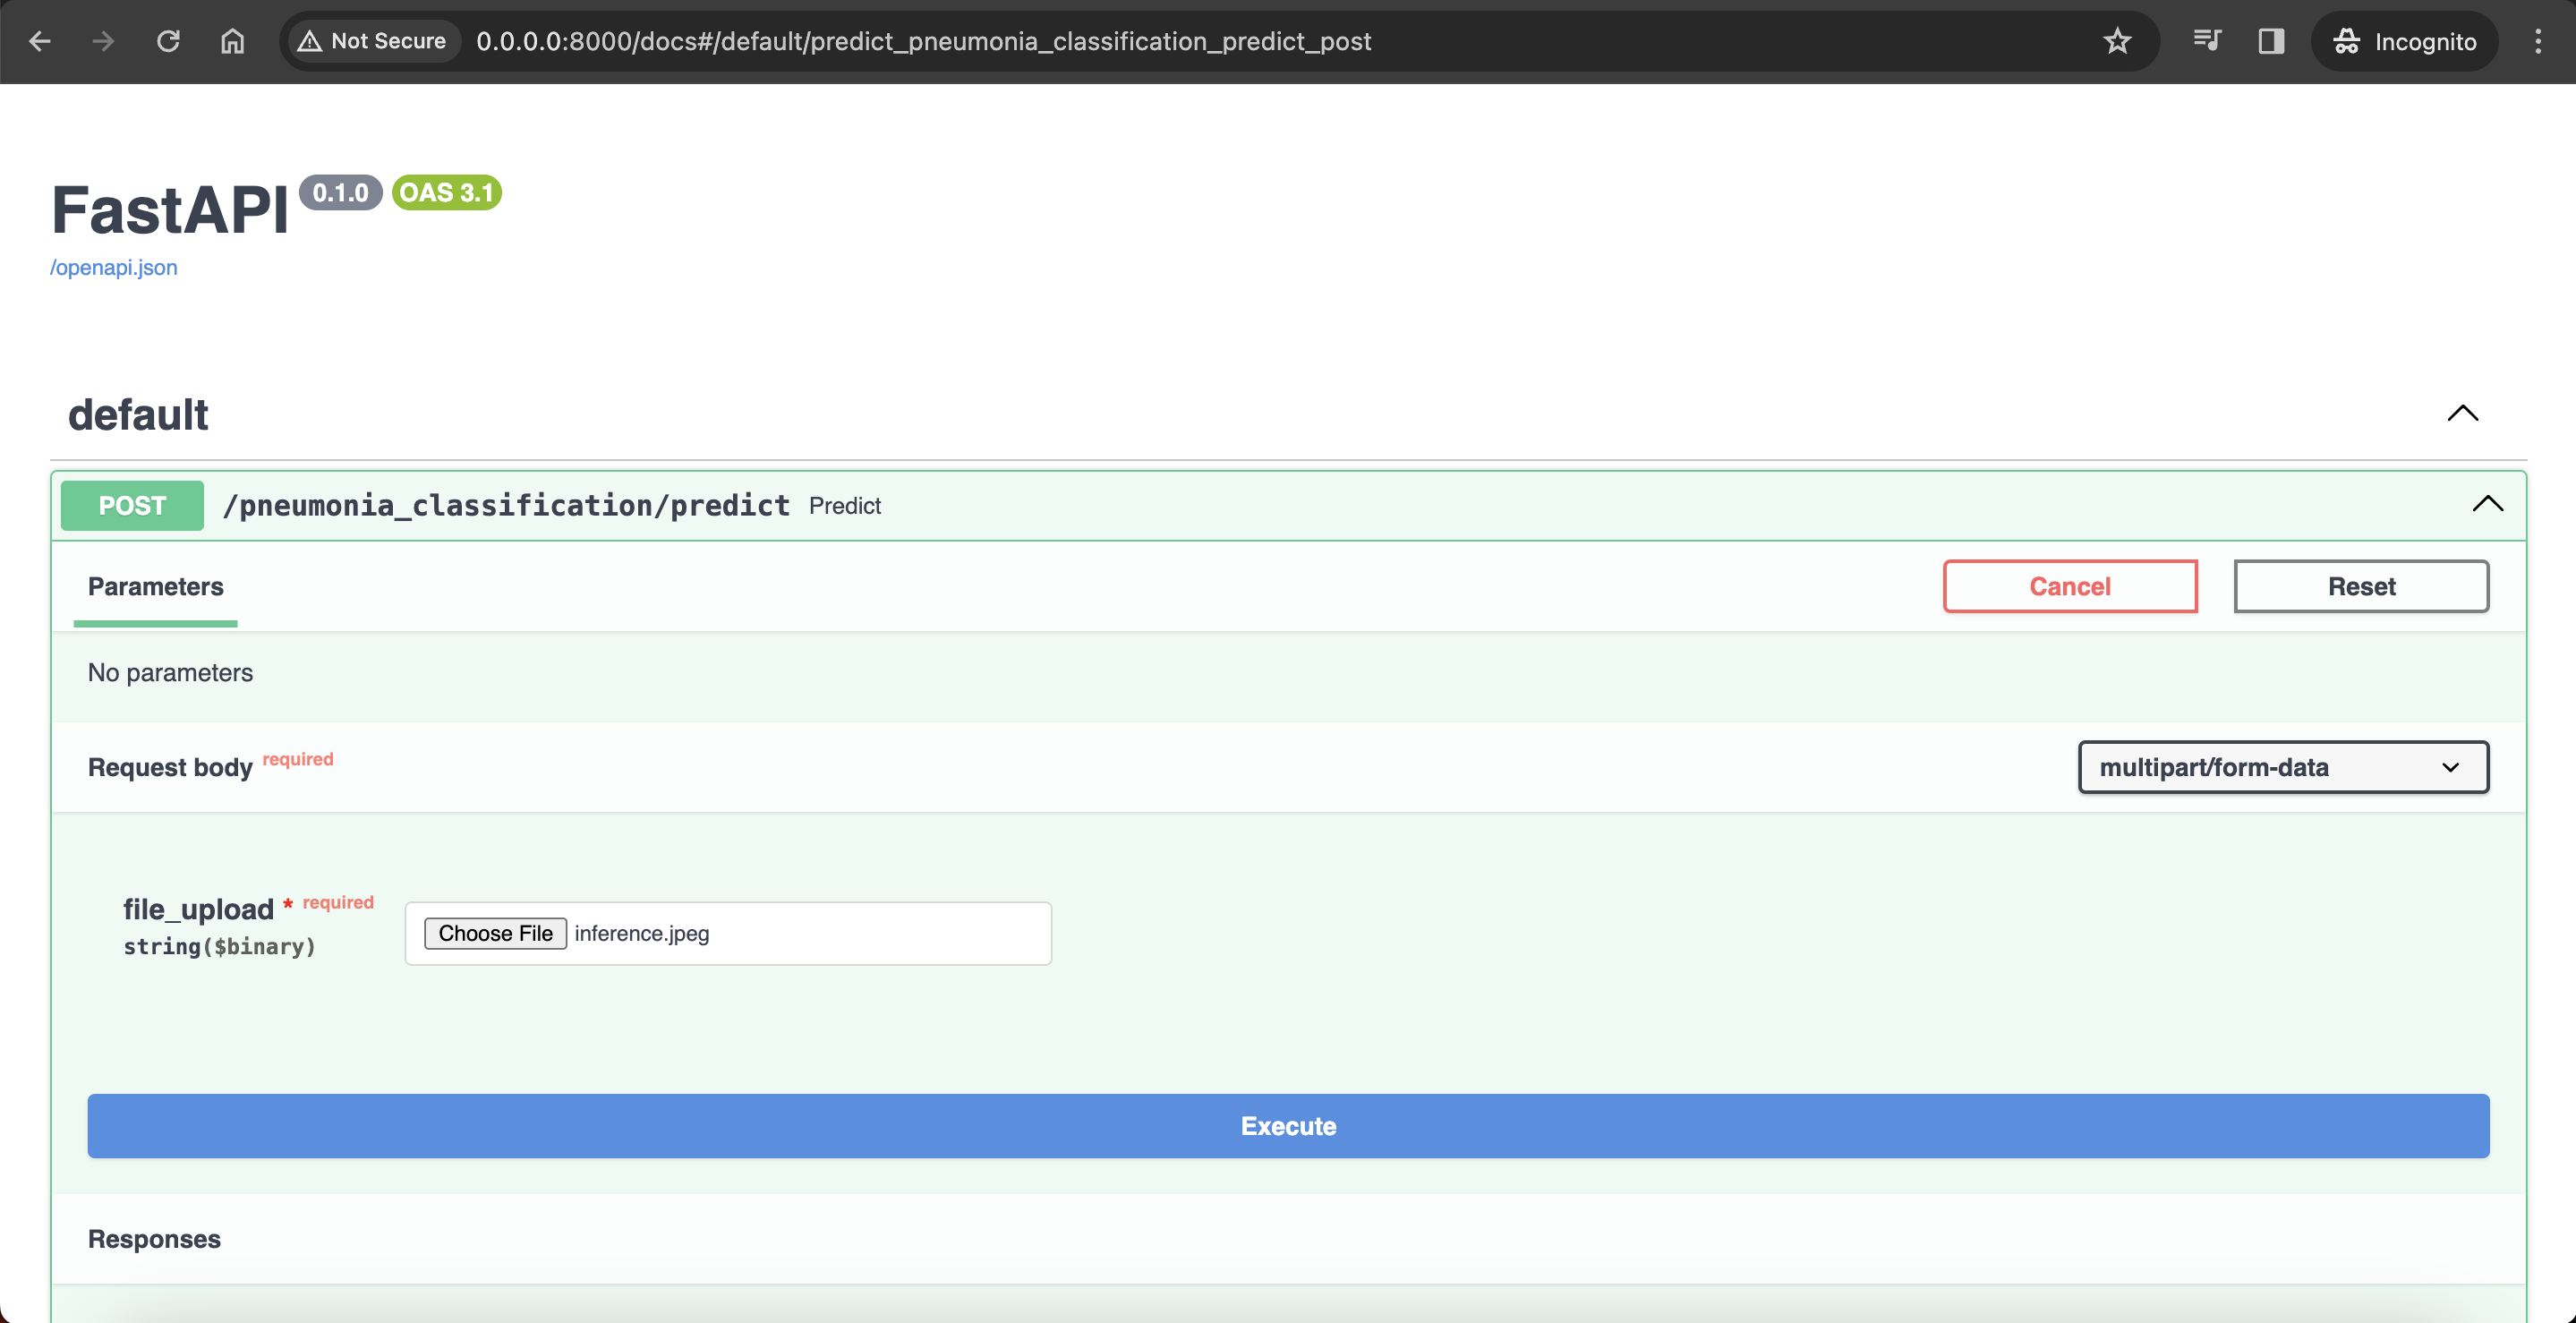 Not Secure 0.0.0.0:8000/docs#/default/predict_pneumonia_classification_predict_post Incognito
FastAPI 0.1.0 OAS 3.1
/openapi.json
default
POST /pneumonia_classification/predict Predict
Parameters Cancel Reset
No parameters
Request body required multipart/form-data
file_upload * required
string($binary)
Choose File inference.jpeg
Execute
Responses